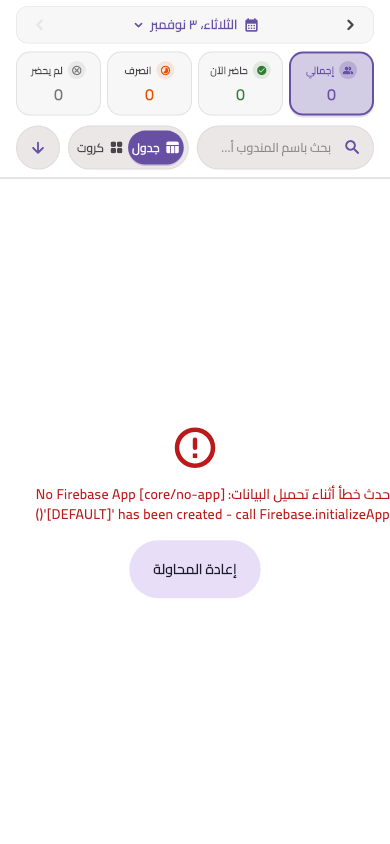 الثلاثاء، ٣ نوفمبر
إجمالي
0
حاضر الآن
0
انصرف
0
لم يحضر
0
بحث باسم المندوب أ...
جدول
كروت
حدث خطأ أثناء تحميل البيانات: [core/no-app] No Firebase App
'[DEFAULT]' has been created - call Firebase.initializeApp()
إعادة المحاولة